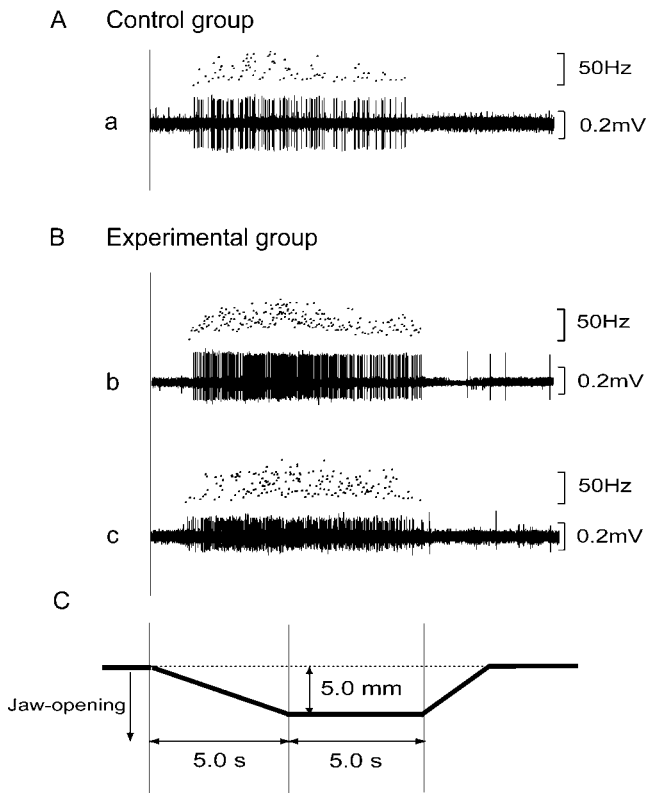 A Control group
50Hz
a
0.2mV
B Experimental group
50Hz
b
0.2mV
50Hz
c
0.2mV
C
5.0 mm
Jaw-opening
5.0 s 5.0 s